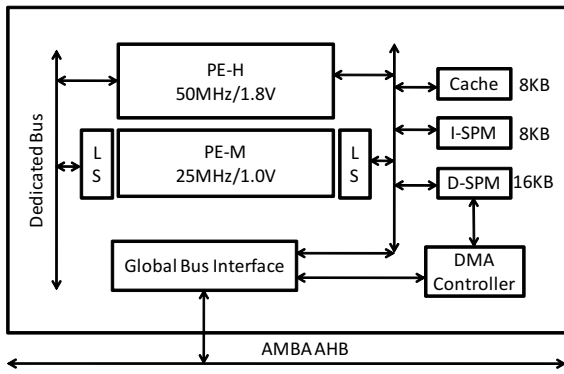 PE-H
50MHz/1.8V
Cache
8KB
I-SPM
8KB
L
S
PE-M
25MHz/1.0V
L
S
D-SPM
16KB
Dedicated Bus
Global Bus Interface
DMA
Controller
AMBA AHB